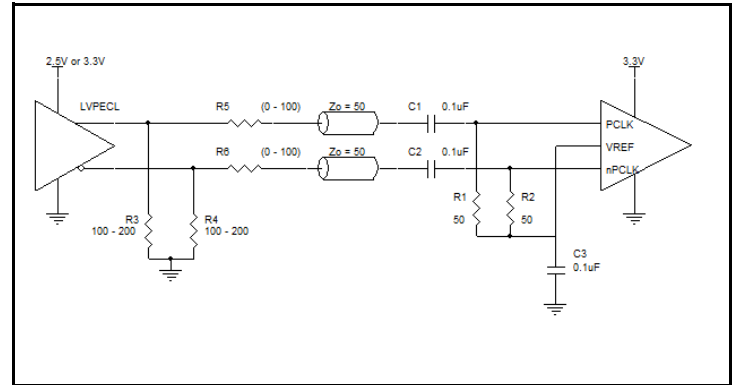 2.5V or 3.3V
3.3V
LVPECL
R5
(0 - 100)
Zo = 50
C1
0.1uF
PCLK
VREF
R6
(0 - 100)
Zo = 50
C2
0.1uF
nPCLK
R1
50
R2
50
R3
100 - 200
R4
100 - 200
C3
0.1uF